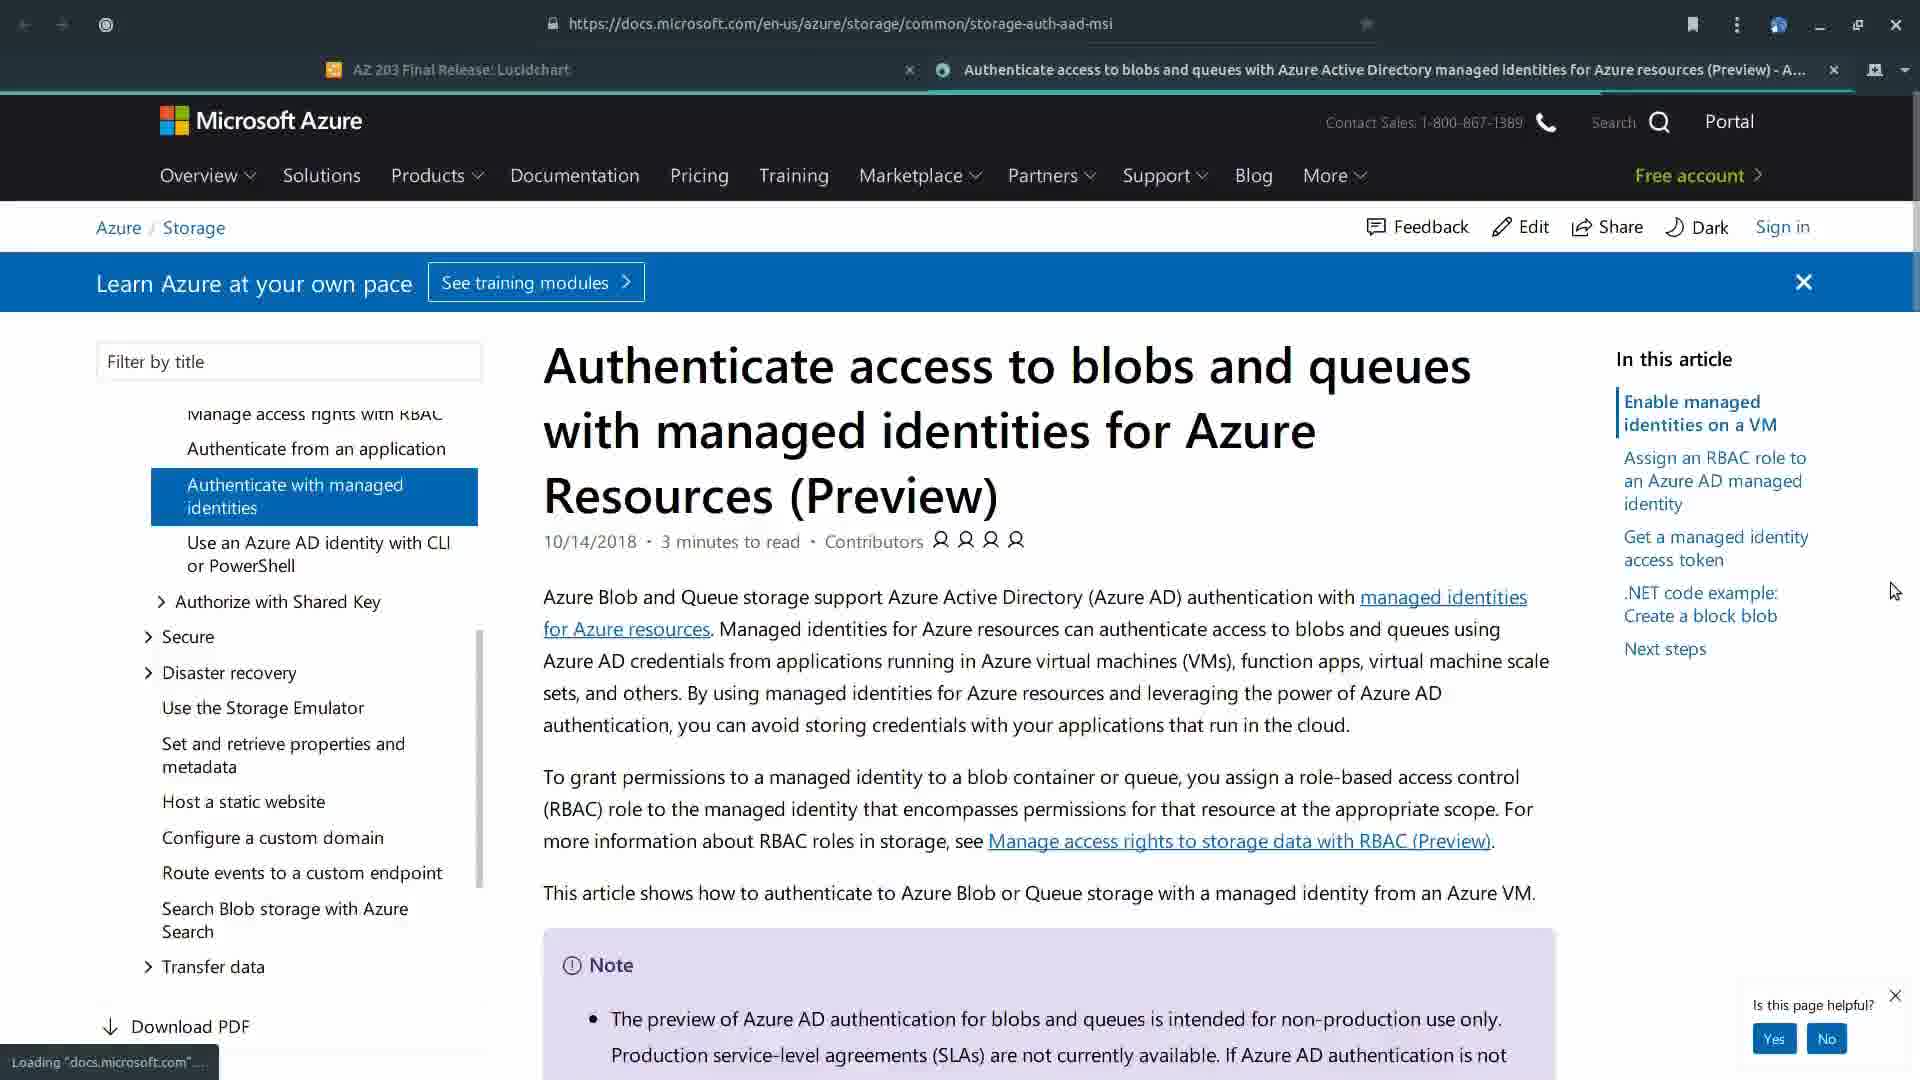 https://docs.microsoft.com/en-us/azure/storage/common/storage-auth-aad-msi
AZ 203 Final Release: Lucidchart
Authenticate access to blobs and queues with Azure Active Directory managed identities for Azure resources (Preview) - A...
Microsoft Azure
Contact Sales: 1-800-867-1389
Search
Portal
Overview
Solutions
Products
Documentation
Pricing
Training
Marketplace
Partners
Support
Blog
More
Free account
Azure / Storage
Feedback
Edit
Share
Dark
Sign in
Learn Azure at your own pace
See training modules
Filter by title
Manage access rights with RBAC
Authenticate from an application
Authenticate with managed
identities
Use an Azure AD identity with CLI
or PowerShell
Authorize with Shared Key
Secure
Disaster recovery
Use the Storage Emulator
Set and retrieve properties and
metadata
Host a static website
Configure a custom domain
Route events to a custom endpoint
Search Blob storage with Azure
Search
Transfer data
Download PDF
Loading "docs.microsoft.com"....
Authenticate access to blobs and queues
with managed identities for Azure
Resources (Preview)
10/14/2018 • 3 minutes to read • Contributors
Azure Blob and Queue storage support Azure Active Directory (Azure AD) authentication with managed identities
for Azure resources. Managed identities for Azure resources can authenticate access to blobs and queues using
Azure AD credentials from applications running in Azure virtual machines (VMs), function apps, virtual machine scale
sets, and others. By using managed identities for Azure resources and leveraging the power of Azure AD
authentication, you can avoid storing credentials with your applications that run in the cloud.
To grant permissions to a managed identity to a blob container or queue, you assign a role-based access control
(RBAC) role to the managed identity that encompasses permissions for that resource at the appropriate scope. For
more information about RBAC roles in storage, see Manage access rights to storage data with RBAC (Preview).
This article shows how to authenticate to Azure Blob or Queue storage with a managed identity from an Azure VM.
Note
• The preview of Azure AD authentication for blobs and queues is intended for non-production use only.
Production service-level agreements (SLAs) are not currently available. If Azure AD authentication is not
In this article
Enable managed
identities on a VM
Assign an RBAC role to
an Azure AD managed
identity
Get a managed identity
access token
.NET code example:
Create a block blob
Next steps
Is this page helpful?
Yes
No